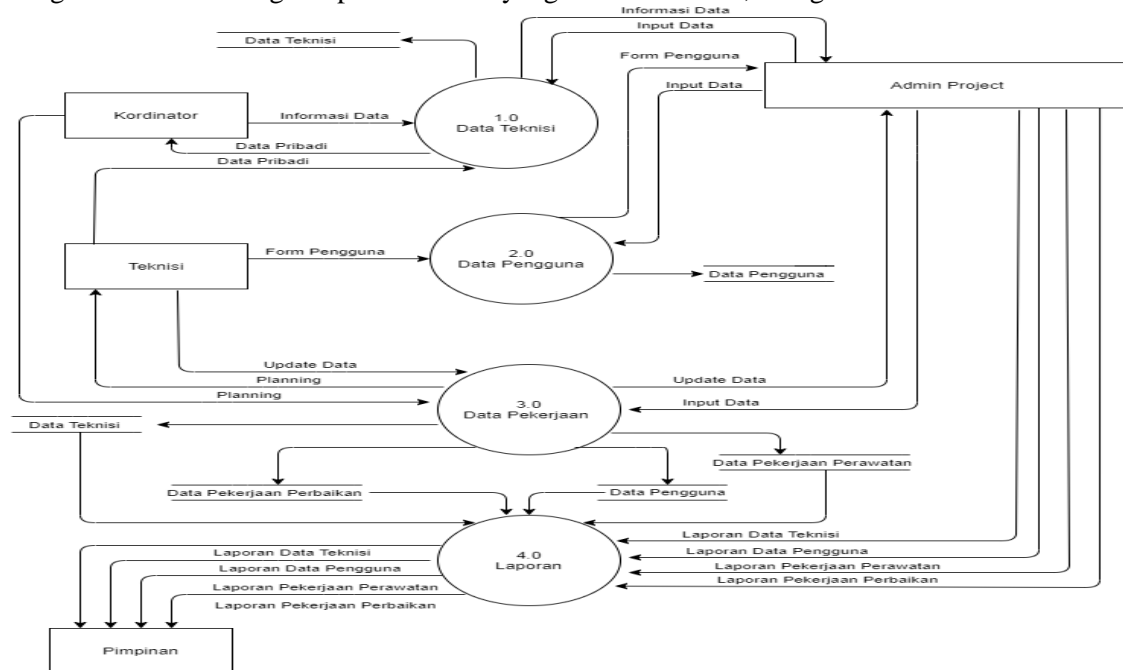 Informasi Data
Input Data
Data Teknisi
Form Pengguna
Input Data
Admin Project
Kordinator
Informasi Data
1.0
Data Teknisi
Data Pribadi
Data Pribadi
Teknisi
Form Pengguna
2.0
Data Pengguna
Data Pengguna
Update Data
Planning
Planning
3.0
Data Pekerjaan
Update Data
Input Data
Data Teknisi
Data Pekerjaan Perawatan
Data Pekerjaan Perbaikan
Data Pengguna
4.0
Laporan
Laporan Data Teknisi
Laporan Data Pengguna
Laporan Pekerjaan Perawatan
Laporan Pekerjaan Perbaikan
Laporan Data Teknisi
Laporan Data Pengguna
Laporan Pekerjaan Perawatan
Laporan Pekerjaan Perbaikan
Pimpinan